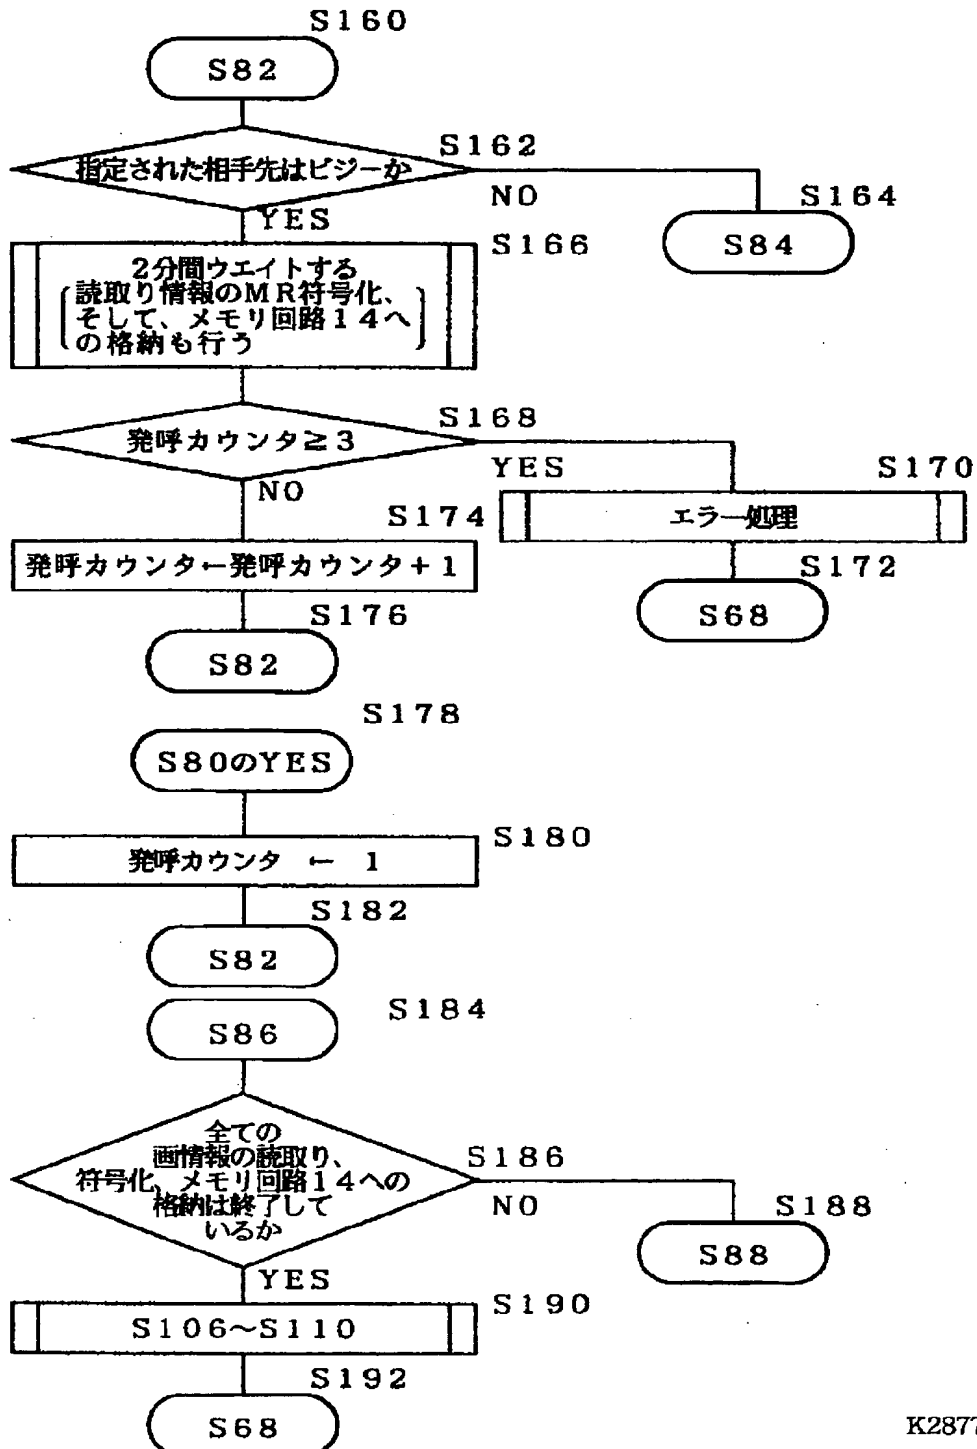 S160
S82
指定された相手先はビジーか
S162
NO
YES
S164
S84
S166
2分間ウエイトする
読取り情報のMR符号化、
そして、メモリ回路14へ
の格納も行う
S168
発呼カウンタ≧3
YES
NO
S170
エラー処理
S172
S68
S174
発呼カウンタ←発呼カウンタ+1
S176
S82
S178
S80のYES
S180
発呼カウンタ ← 1
S182
S82
S184
S86
全ての
画情報の読取り、
符号化、メモリ回路14への
格納は終了して
いるか
S186
NO
YES
S188
S88
S190
S106~S110
S192
S68
K2877